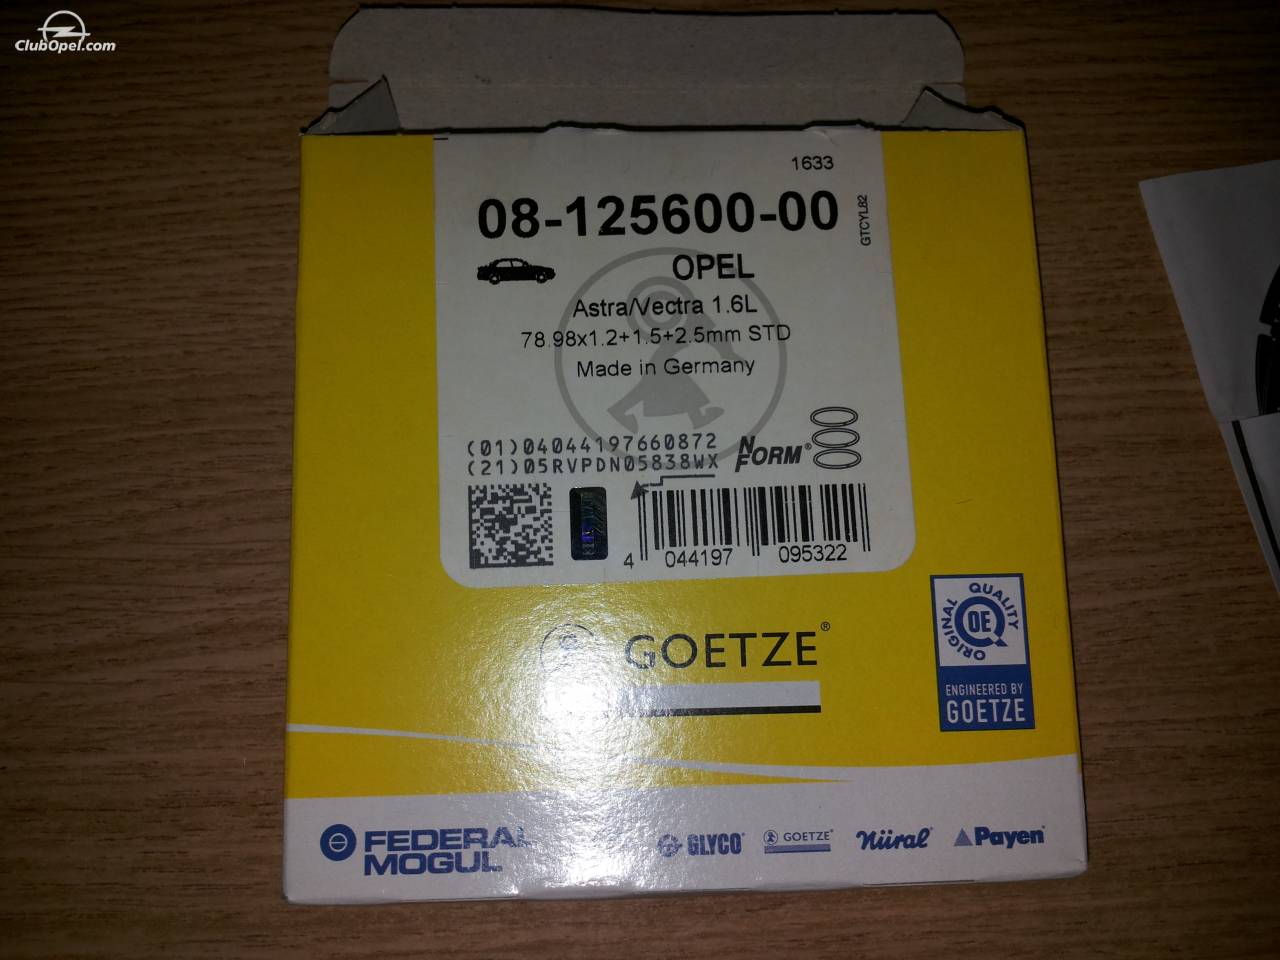 ClubOpel.com
1633
08-125600-00
GTCYL82
OPEL
Astra/Vectra 1.6L
78.98x1.2+1.5+2.5mm STD
Made in Germany
(01)04044197660872
(21)05RVPDN05838WX
N FORM®
4 044197 095322
GOETZE®
ORIGINAL QUALITY
OE
ENGINEERED BY
GOETZE
FEDERAL
MOGUL
GLYCO®
GOETZE®
Nüral®
Payen®